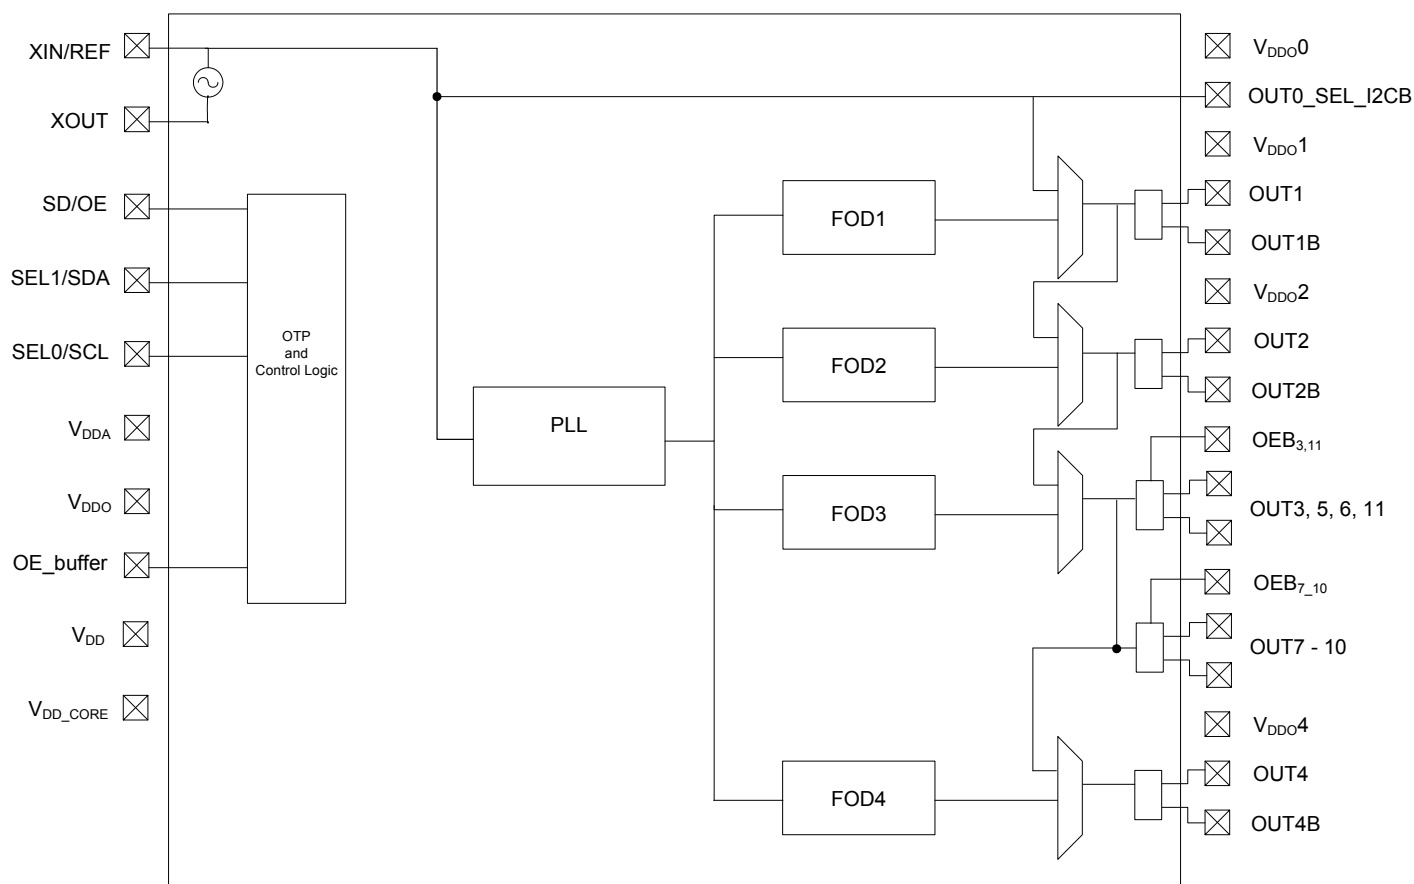 XIN/REF
XOUT
SD/OE
SEL1/SDA
SEL0/SCL
VDDA
VDDO
OE_buffer
VDD
VDD_CORE
OTP
and
Control Logic
PLL
FOD1
FOD2
FOD3
FOD4
VDDO0
OUT0_SEL_I2CB
VDDO1
OUT1
OUT1B
VDDO2
OUT2
OUT2B
OEB3,11
OUT3, 5, 6, 11
OEB7_10
OUT7 - 10
VDDO4
OUT4
OUT4B